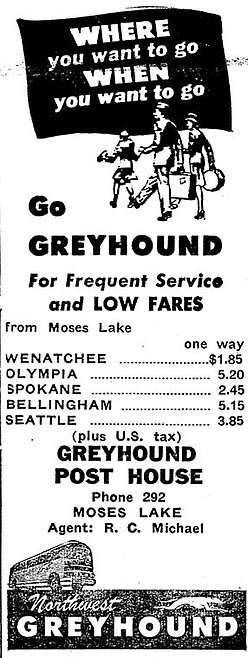 WHERE
you want to go
WHEN
you want to go
Go
GREYHOUND
For Frequent Service
and LOW FARES
from Moses Lake
one way
WENATCHEE ..................$1.85
OLYMPIA ..................... 5.20
SPOKANE ..................... 2.45
BELLINGHAM ................ 5.15
SEATTLE ...................... 3.85
(plus U.S. tax)
GREYHOUND
POST HOUSE
Phone 292
MOSES LAKE
Agent: R. C. Michael
Northwest
GREYHOUND